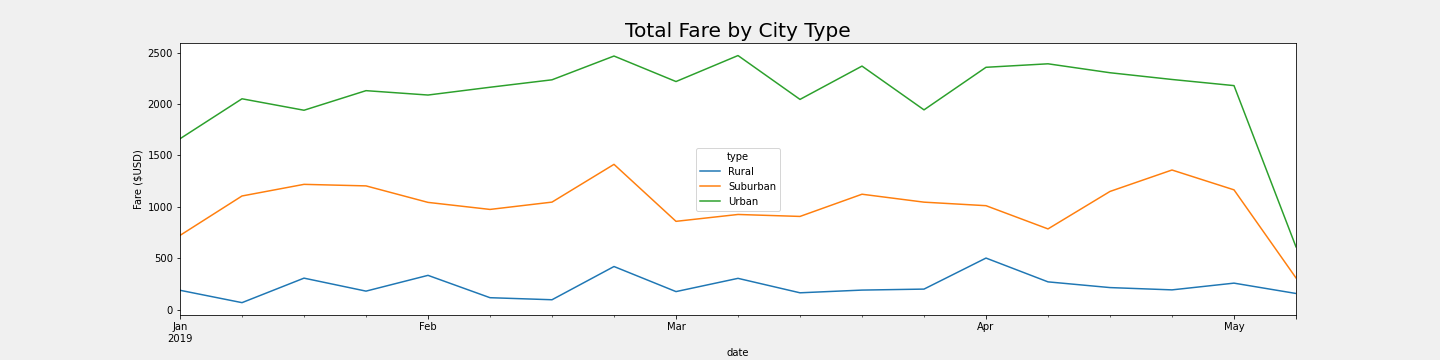 Total Fare by City Type
Fare ($USD)
2500
2000
1500
1000
500
0
type
Rural
Suburban
Urban
Jan Feb Mar Apr May
2019
date